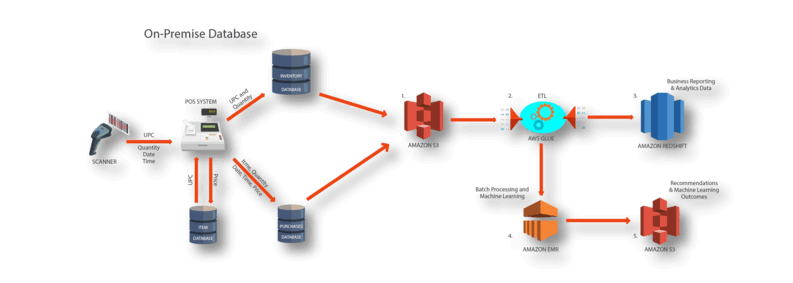 On-Premise Database
INVENTORY
DATABASE
POS SYSTEM
UPC and
Quantity
UPC
Quantity
Date
Time
SCANNER
UPC
Price
Item, Quantity
Date, Time, Price
ITEM
DATABASE
PURCHASES
DATABASE
1.
AMAZON S3
2.
ETL
AWS GLUE
3.
Business Reporting
& Analytics Data
AMAZON REDSHIFT
Batch Processing and
Machine Learning
4.
AMAZON EMR
Recommendations
& Machine Learning
Outcomes
5.
AMAZON S3